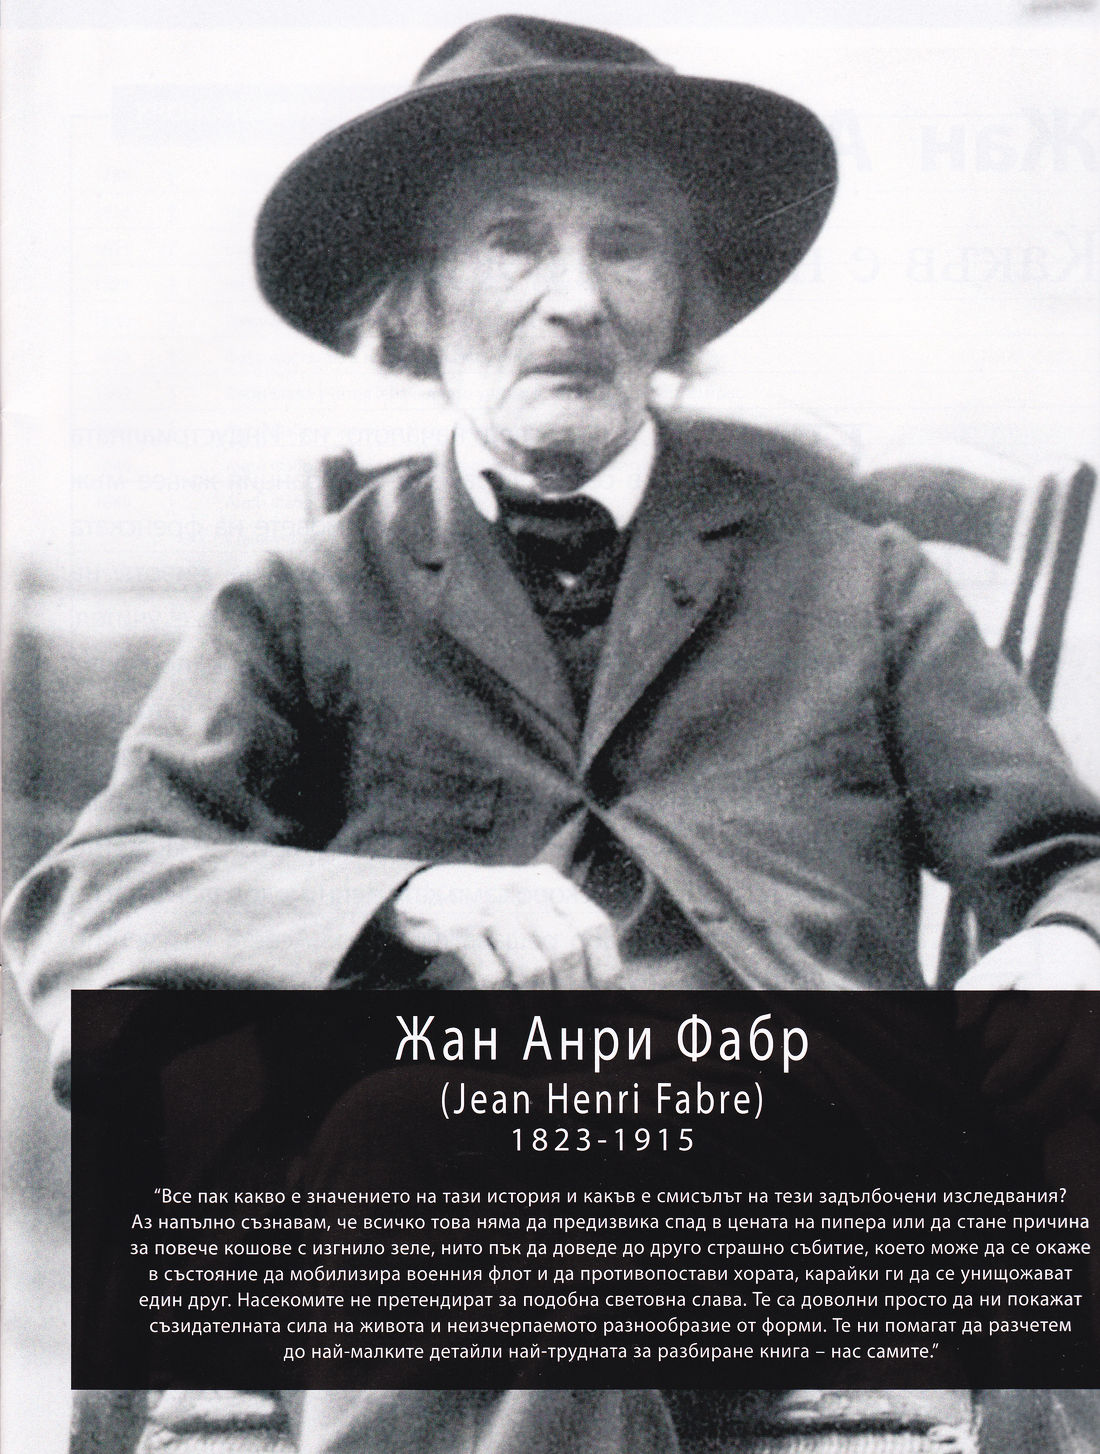 Жан Анри Фабр
(Jean Henri Fabre)
1823-1915
“Все пак какво е значението на тази история и какъв е смисълът на тези задълбочени изследвания?
Аз напълно съзнавам, че всичко това няма да предизвика спад в цената на пипера или да стане причина
за повече кошове с изгнило зеле, нито пък да доведе до друго страшно събитие, което може да се окаже
в състояние да мобилизира военния флот и да противопостави хората, карайки ги да се унищожават
един друг. Насекомите не претендират за подобна световна слава. Те са доволни просто да ни покажат
съзидателната сила на живота и неизчерпаемото разнообразие от форми. Те ни помагат да разчетем
до най-малките детайли най-трудната за разбиране книга – нас самите.”